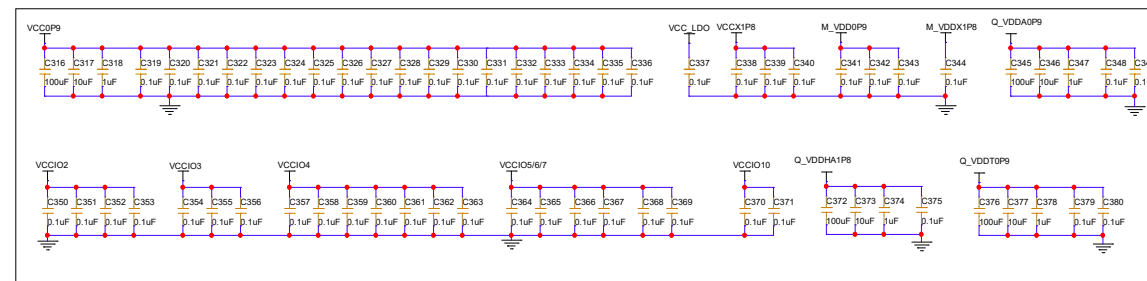 VCC0P9
VCC_LDO
VCCX1P8
M_VDD0P9
M_VDDX1P8
Q_VDDA0P9
C316 C317 C318 C319 C320 C321 C322 C323 C324 C325 C326 C327 C328 C329 C330 C331 C332 C333 C334 C335 C336 C337 C338 C339 C340 C341 C342 C343 C344 C345 C346 C347 C348
100uF 10uF 1uF 0.1uF 0.1uF 0.1uF 0.1uF 0.1uF 0.1uF 0.1uF 0.1uF 0.1uF 0.1uF 0.1uF 0.1uF 0.1uF 0.1uF 0.1uF 0.1uF 0.1uF 0.1uF 0.1uF 0.1uF 0.1uF 0.1uF 0.1uF 0.1uF 0.1uF 0.1uF 100uF 10uF 1uF 0.1uF
VCCIO2
VCCIO3
VCCIO4
VCCIO5/6/7
VCCIO10
Q_VDDHA1P8
Q_VDDT0P9
C350 C351 C352 C353 C354 C355 C356 C357 C358 C359 C360 C361 C362 C363 C364 C365 C366 C367 C368 C369 C370 C371 C372 C373 C374 C375 C376 C377 C378 C379 C380
0.1uF 0.1uF 0.1uF 0.1uF 0.1uF 0.1uF 0.1uF 0.1uF 0.1uF 0.1uF 0.1uF 0.1uF 0.1uF 0.1uF 0.1uF 0.1uF 0.1uF 0.1uF 0.1uF 0.1uF 0.1uF 0.1uF 100uF 10uF 1uF 0.1uF 100uF 10uF 1uF 0.1uF 0.1uF